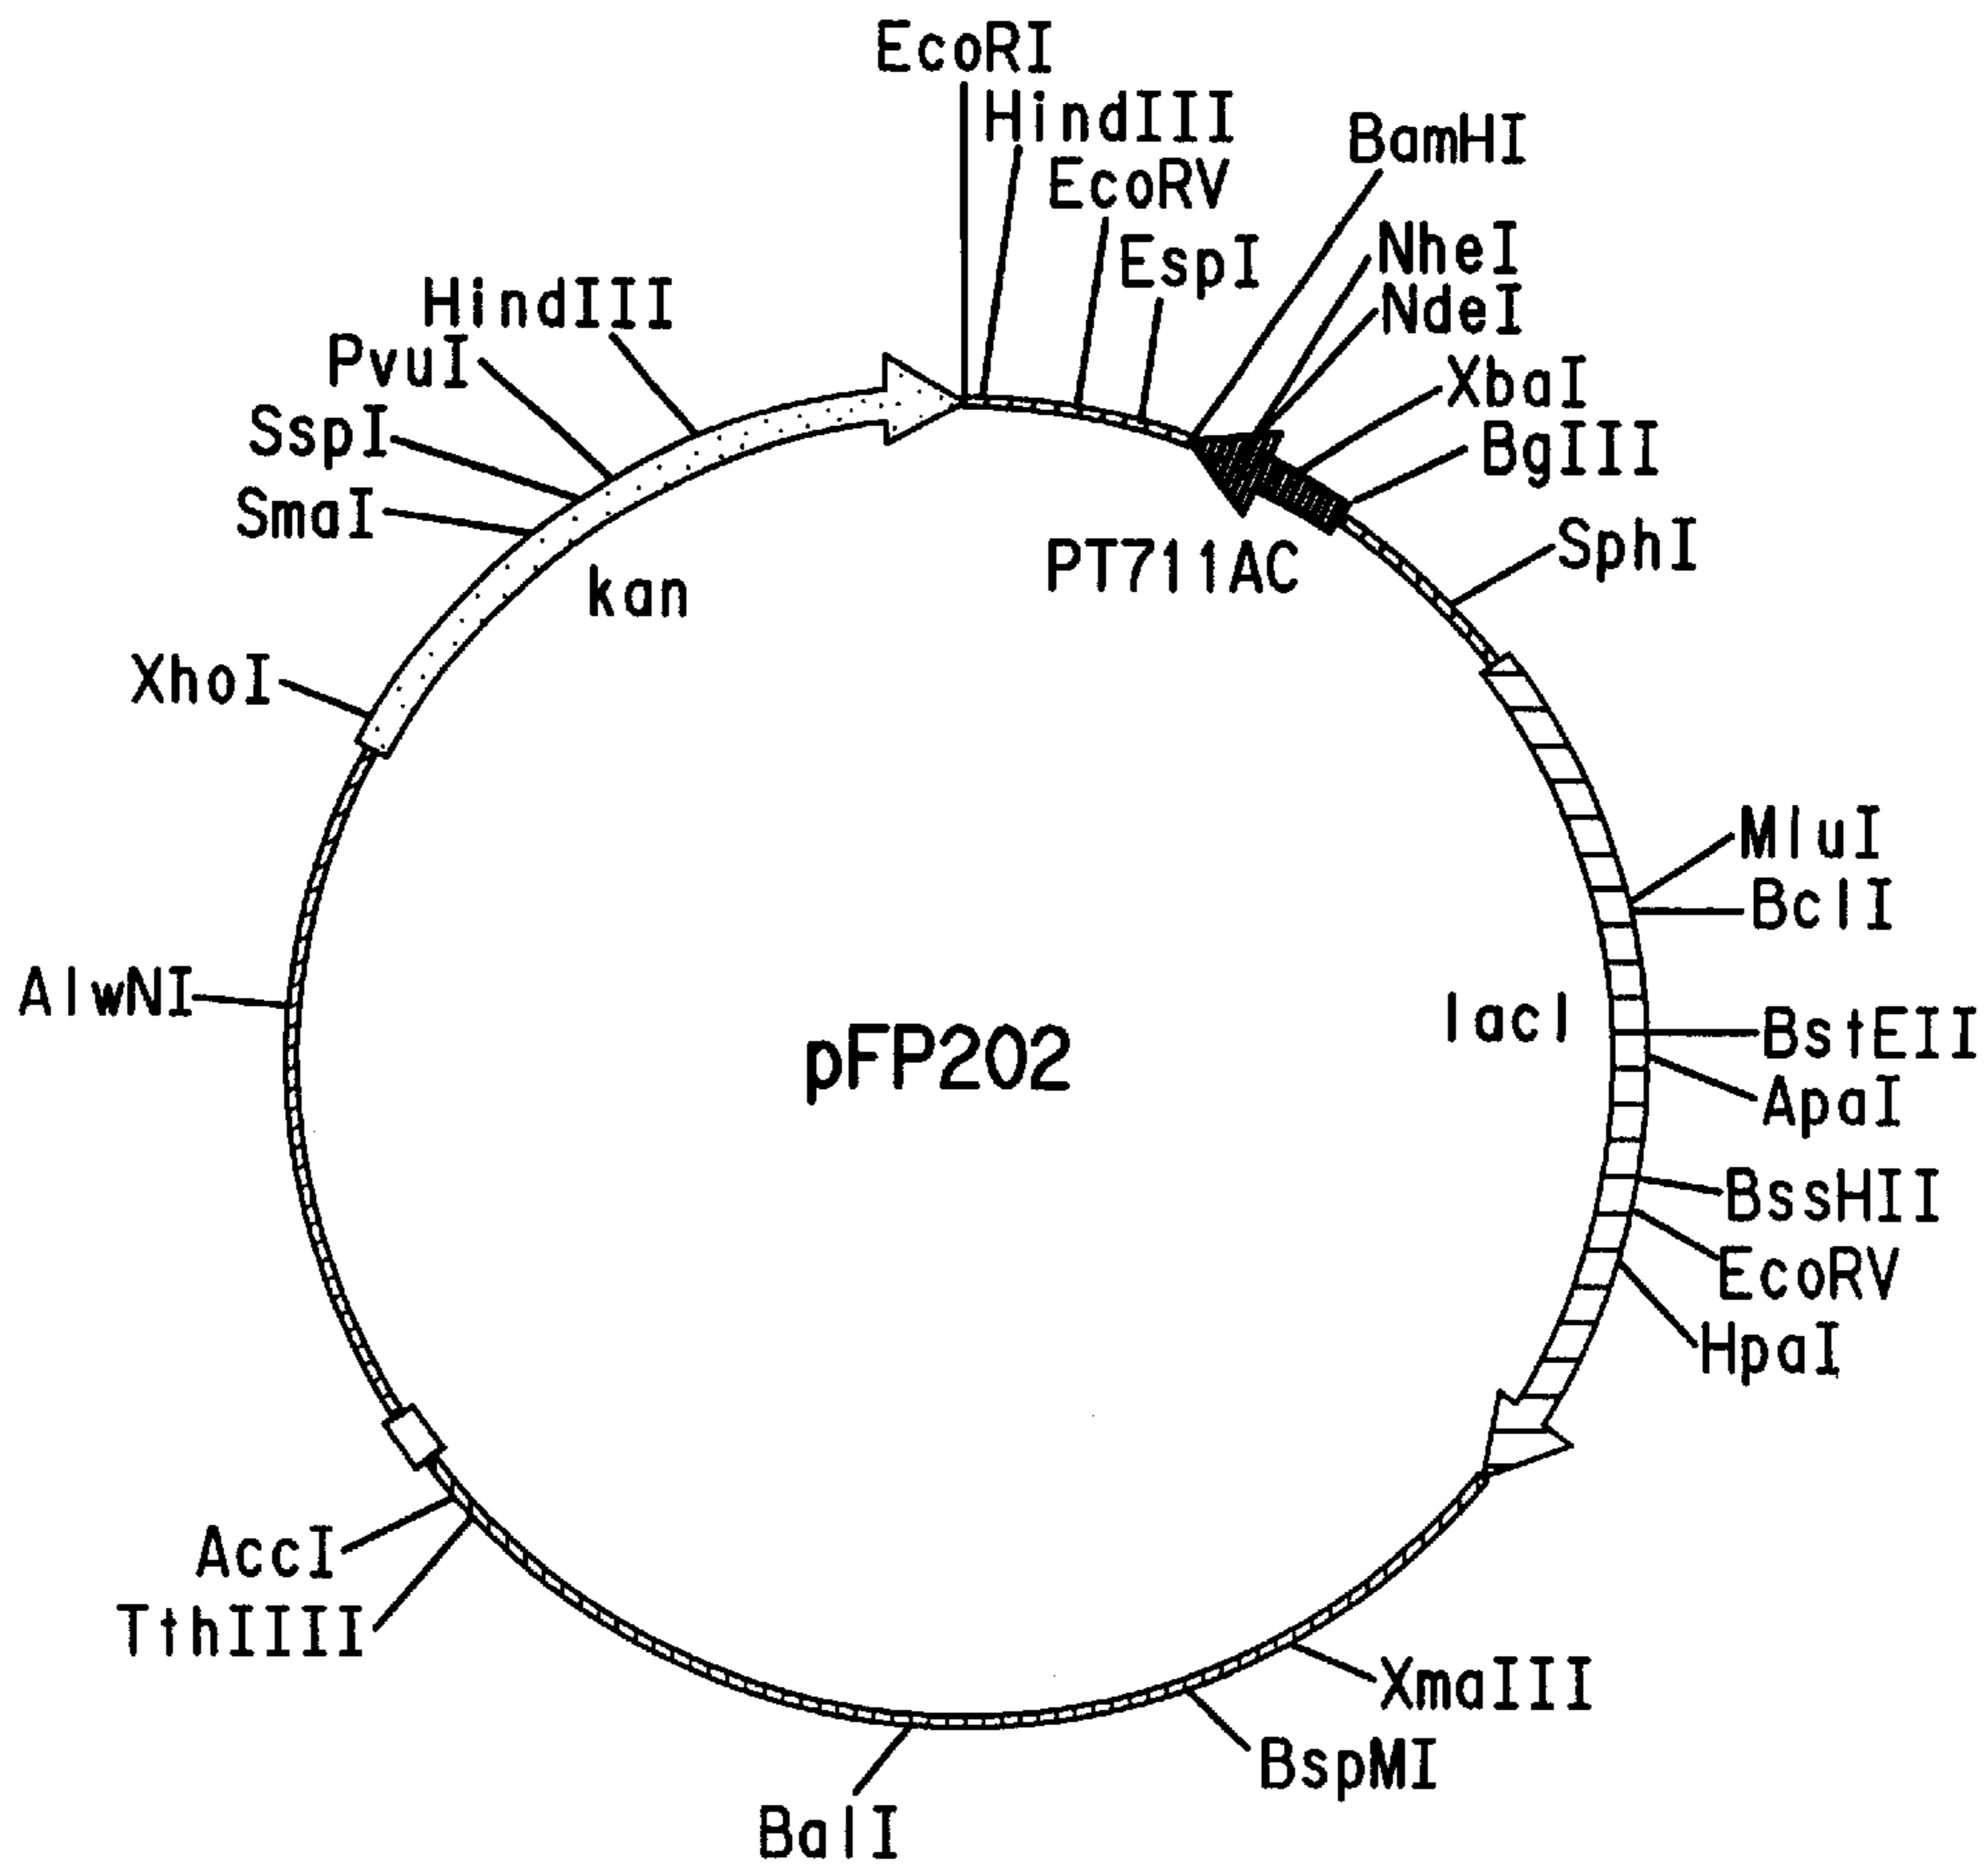 EcoRI
HindIII
EcoRV
EspI
BamHI
NheI
NdeI
XbaI
BglII
SphI
PT711AC
HindIII
PvuI
SspI
SmaI
kan
XhoI
MluI
BclI
AlwNI
pFP202
lacI
BstEII
ApaI
BssHII
EcoRV
HpaI
AccI
TthIIII
XmaIII
BspMI
BalI